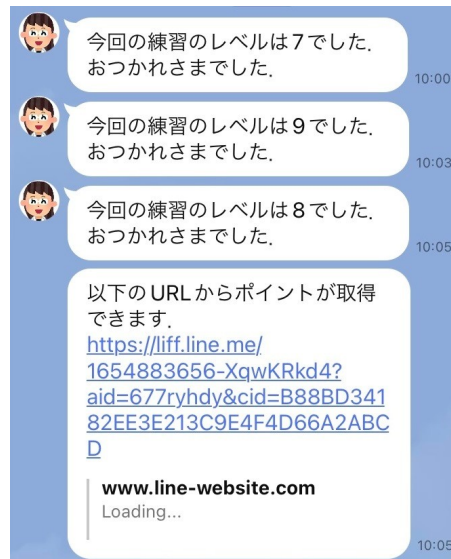 今回の練習のレベルは7でした.
おつかれさまでした.
10:00
今回の練習のレベルは9でした.
おつかれさまでした.
10:03
今回の練習のレベルは8でした.
おつかれさまでした.
10:05
以下のURLからポイントが取得
できます.
https://liff.line.me/
1654883656-XqwKRkd4?
aid=677ryhdy&cid=B88BD341
82EE3E213C9E4F4D66A2ABC
D
www.line-website.com
Loading...
10:05